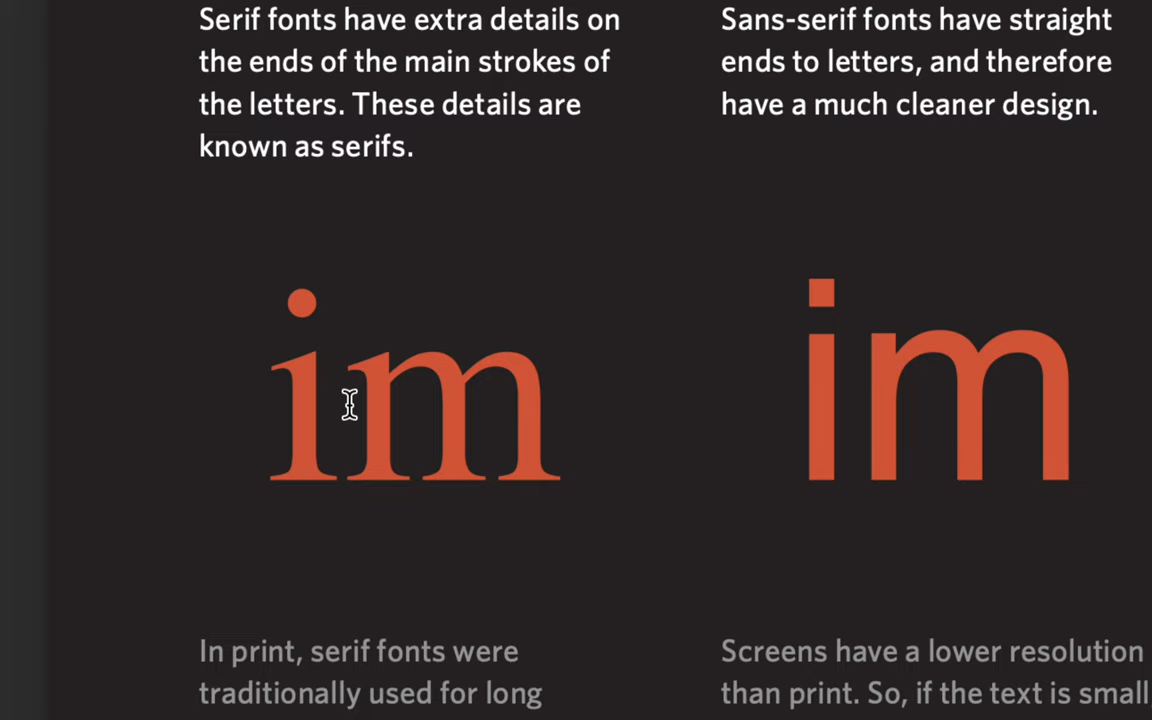 Serif fonts have extra details on
the ends of the main strokes of
the letters. These details are
known as serifs.
im
In print, serif fonts were
traditionally used for long
Sans-serif fonts have straight
ends to letters, and therefore
have a much cleaner design.
im
Screens have a lower resolution
than print. So, if the text is small,